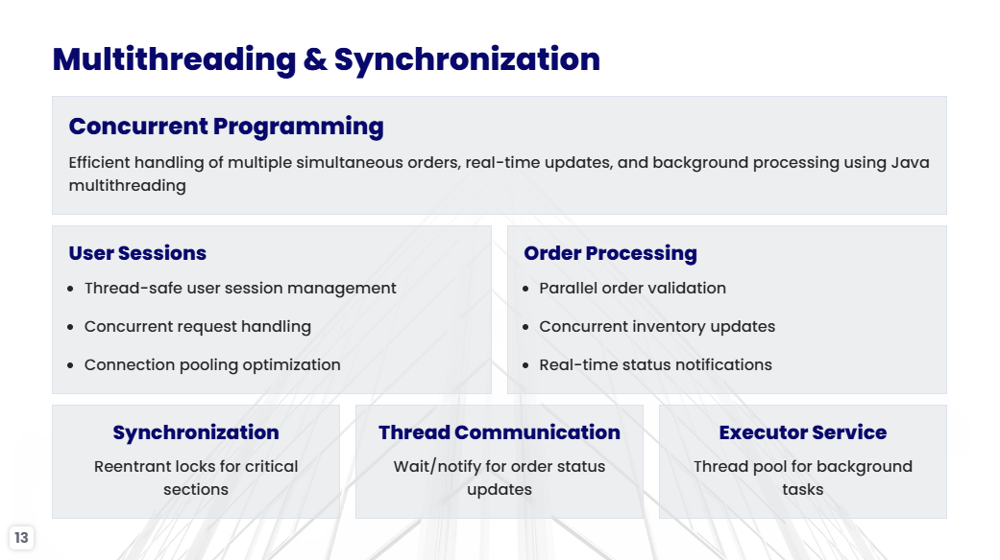 Multithreading & Synchronization
Concurrent Programming
Efficient handling of multiple simultaneous orders, real-time updates, and background processing using Java
multithreading
User Sessions
• Thread-safe user session management
• Concurrent request handling
• Connection pooling optimization
Order Processing
• Parallel order validation
• Concurrent inventory updates
• Real-time status notifications
Synchronization
Reentrant locks for critical
sections
Thread Communication
Wait/notify for order status
updates
Executor Service
Thread pool for background
tasks
13